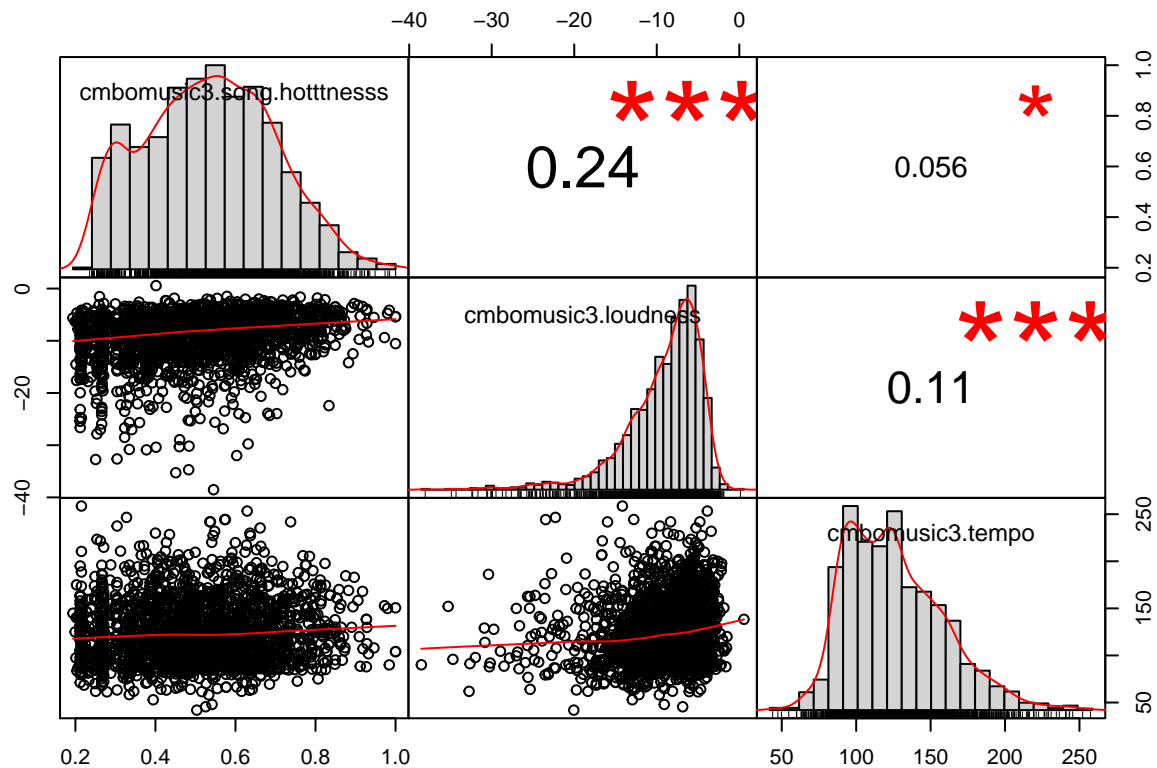 −40 −30 −20 −10 0
cmbomusic3.song.hotttnesss
***
0.24
*
0.056
0.2 0.4 0.6 0.8 1.0
−40 −20 0
cmbomusic3.loudness
***
0.11
cmbomusic3.tempo
50 150 250
0.2 0.4 0.6 0.8 1.0
50 100 150 200 250